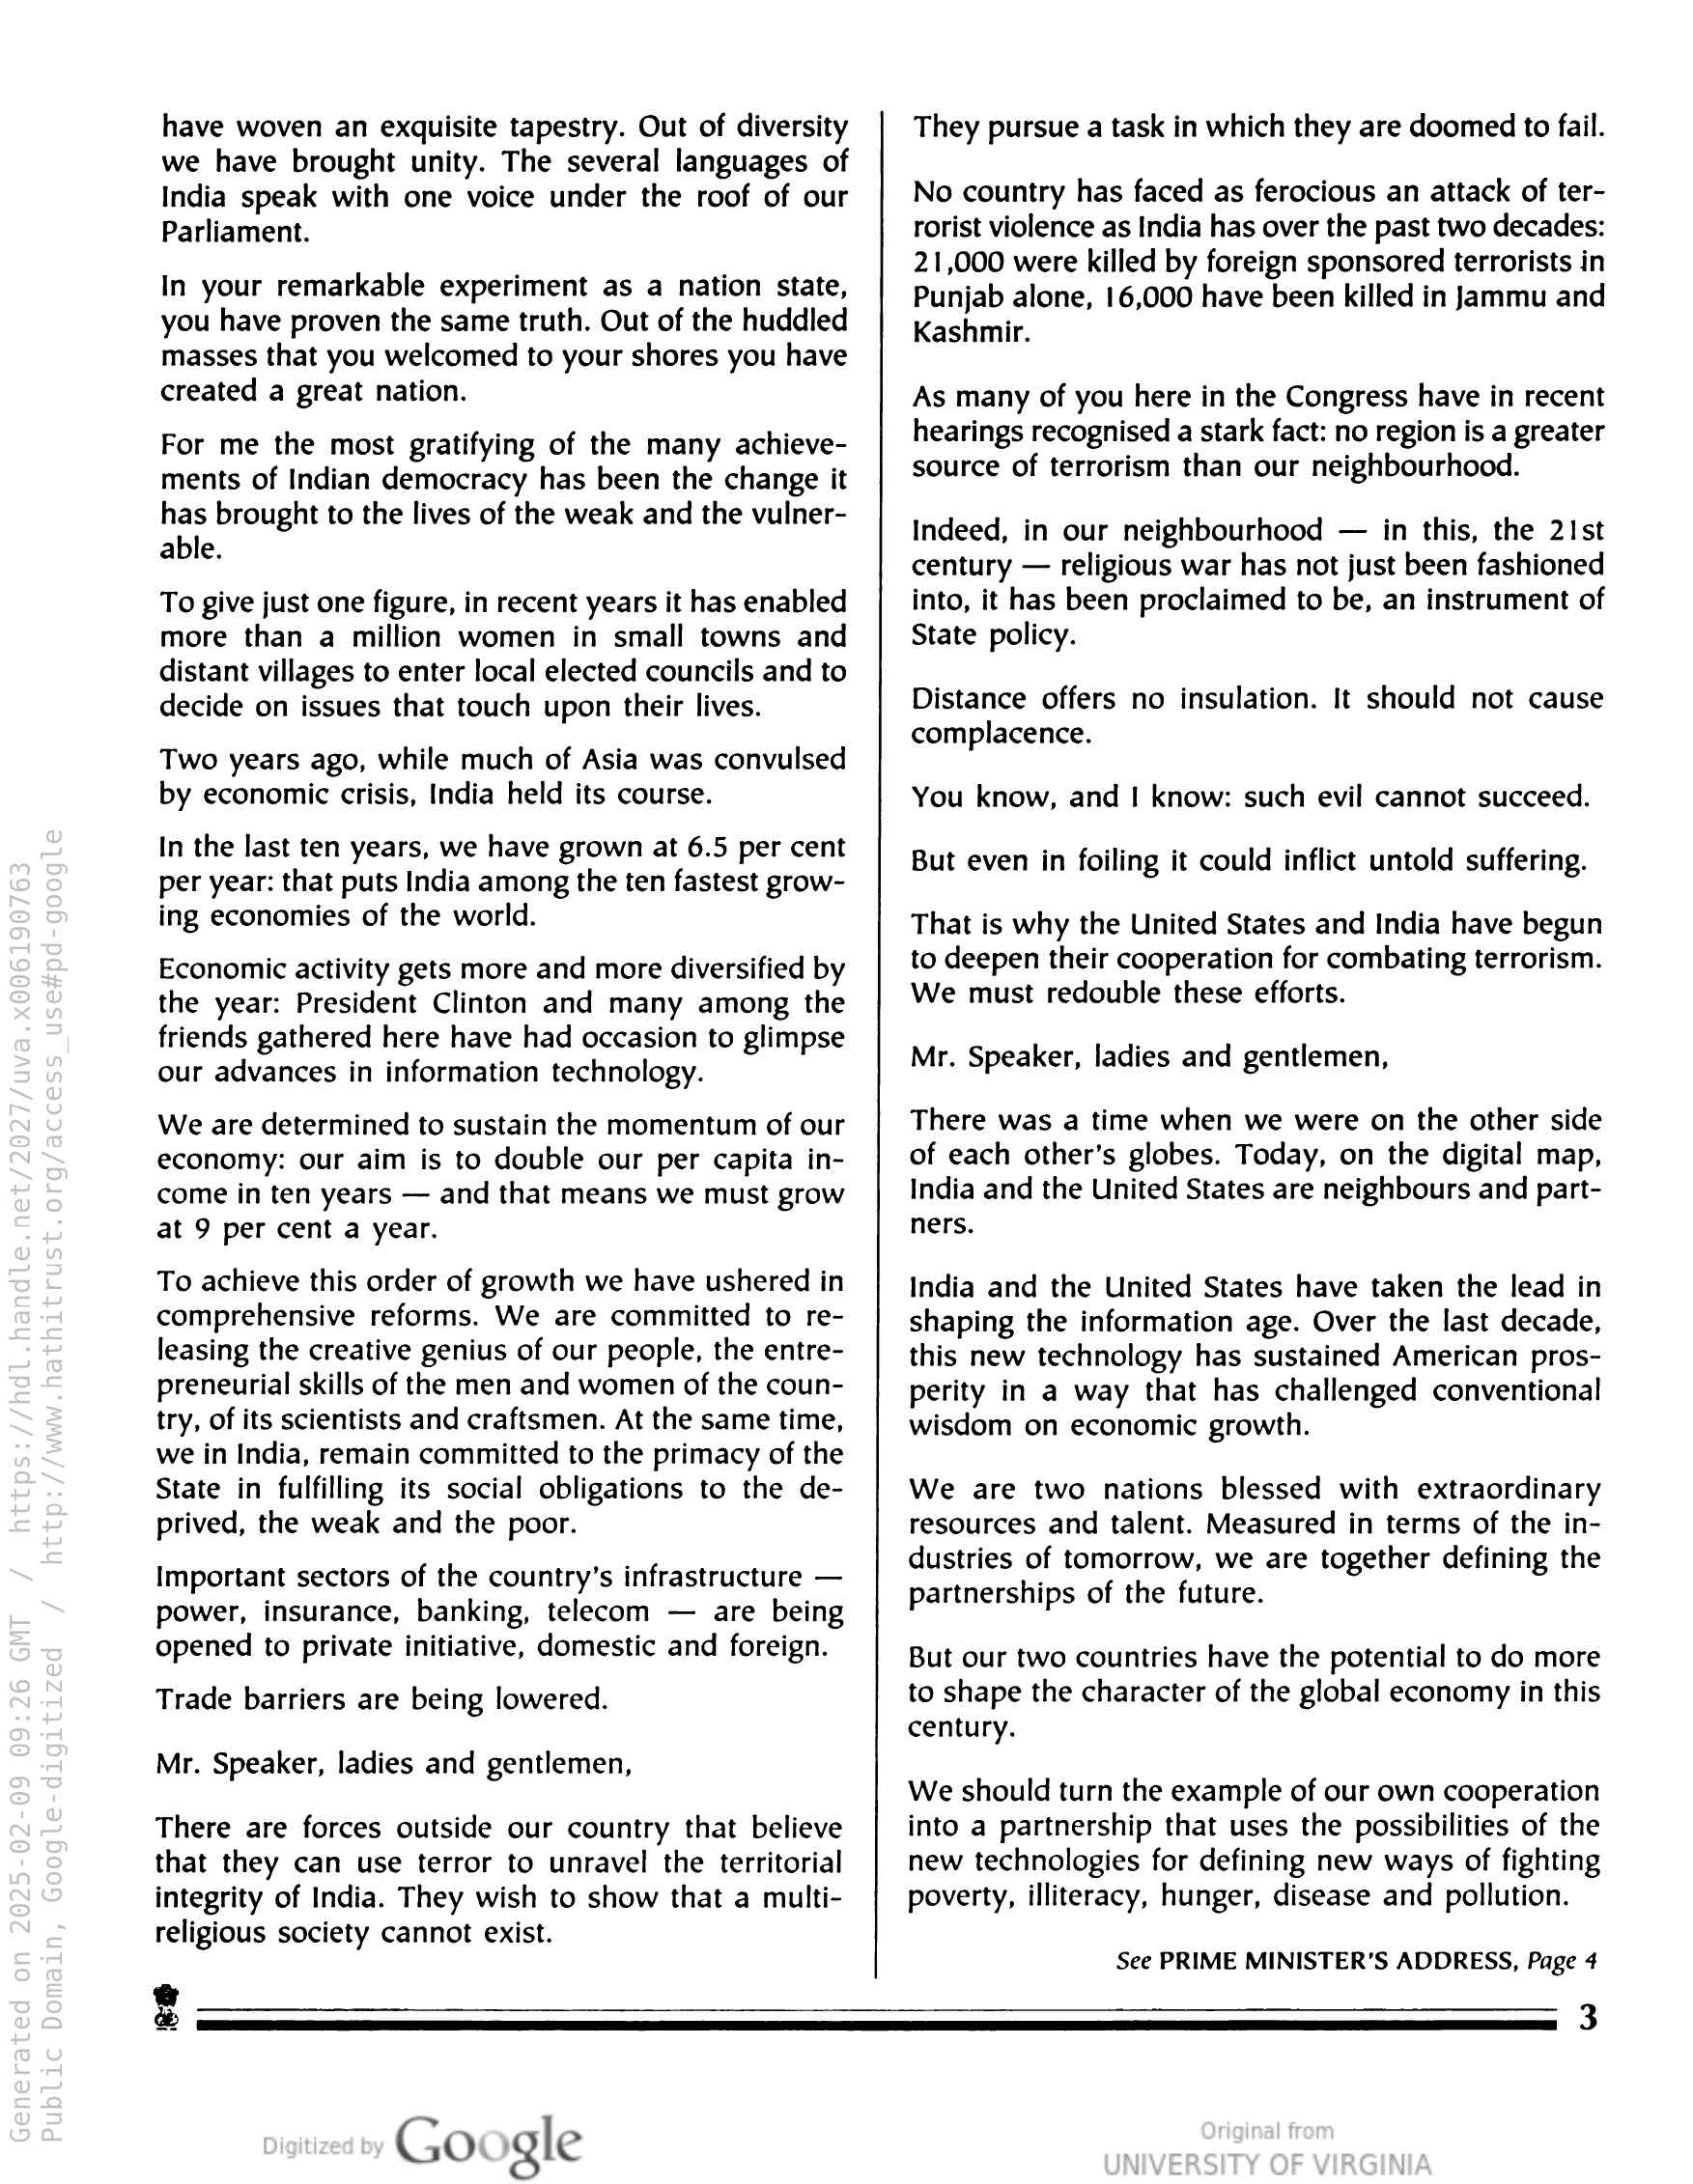 have woven an exquisite tapestry. Out of diversity
we have brought unity. The several languages of
India speak with one voice under the roof of our
Parliament.
In your remarkable experiment as a nation state,
you have proven the same truth. Out of the huddled
masses that you welcomed to your shores you have
created a great nation.
For me the most gratifying of the many achieve-
ments of Indian democracy has been the change it
has brought to the lives of the weak and the vulner-
able.
To give just one figure, in recent years it has enabled
more than a million women in small towns and
distant villages to enter local elected councils and to
decide on issues that touch upon their lives.
Two years ago, while much of Asia was convulsed
by economic crisis, India held its course.
In the last ten years, we have grown at 6.5 per cent
per year: that puts India among the ten fastest grow-
ing economies of the world.
Economic activity gets more and more diversified by
the year: President Clinton and many among the
friends gathered here have had occasion to glimpse
our advances in information technology.
We are determined to sustain the momentum of our
economy: our aim is to double our per capita in-
come in ten years — and that means we must grow
at 9 per cent a year.
To achieve this order of growth we have ushered in
comprehensive reforms. We are committed to re-
leasing the creative genius of our people, the entre-
preneurial skills of the men and women of the coun-
try, of its scientists and craftsmen. At the same time,
we in India, remain committed to the primacy of the
State in fulfilling its social obligations to the de-
prived, the weak and the poor.
Important sectors of the country's infrastructure —
power, insurance, banking, telecom — are being
opened to private initiative, domestic and foreign.
Trade barriers are being lowered.
Mr. Speaker, ladies and gentlemen,
There are forces outside our country that believe
that they can use terror to unravel the territorial
integrity of India. They wish to show that a multi-
religious society cannot exist.
They pursue a task in which they are doomed to fail.
No country has faced as ferocious an attack of ter-
rorist violence as India has over the past two decades:
21,000 were killed by foreign sponsored terrorists in
Punjab alone, 16,000 have been killed in Jammu and
Kashmir.
As many of you here in the Congress have in recent
hearings recognised a stark fact: no region is a greater
source of terrorism than our neighbourhood.
Indeed, in our neighbourhood — in this, the 21st
century — religious war has not just been fashioned
into, it has been proclaimed to be, an instrument of
State policy.
Distance offers no insulation. It should not cause
complacence.
You know, and I know: such evil cannot succeed.
But even in foiling it could inflict untold suffering.
That is why the United States and India have begun
to deepen their cooperation for combating terrorism.
We must redouble these efforts.
Mr. Speaker, ladies and gentlemen,
There was a time when we were on the other side
of each other's globes. Today, on the digital map,
India and the United States are neighbours and part-
ners.
India and the United States have taken the lead in
shaping the information age. Over the last decade,
this new technology has sustained American pros-
perity in a way that has challenged conventional
wisdom on economic growth.
We are two nations blessed with extraordinary
resources and talent. Measured in terms of the in-
dustries of tomorrow, we are together defining the
partnerships of the future.
But our two countries have the potential to do more
to shape the character of the global economy in this
century.
We should turn the example of our own cooperation
into a partnership that uses the possibilities of the
new technologies for defining new ways of fighting
poverty, illiteracy, hunger, disease and pollution.
See PRIME MINISTER'S ADDRESS, Page 4
3
Generated on 2025-02-09 09:26 GMT / https://hdl.handle.net/2027/uva.x006190763
Public Domain, Google-digitized / http://www.hathitrust.org/access_use#pd-google
Digitized by Google
Original from
UNIVERSITY OF VIRGINIA